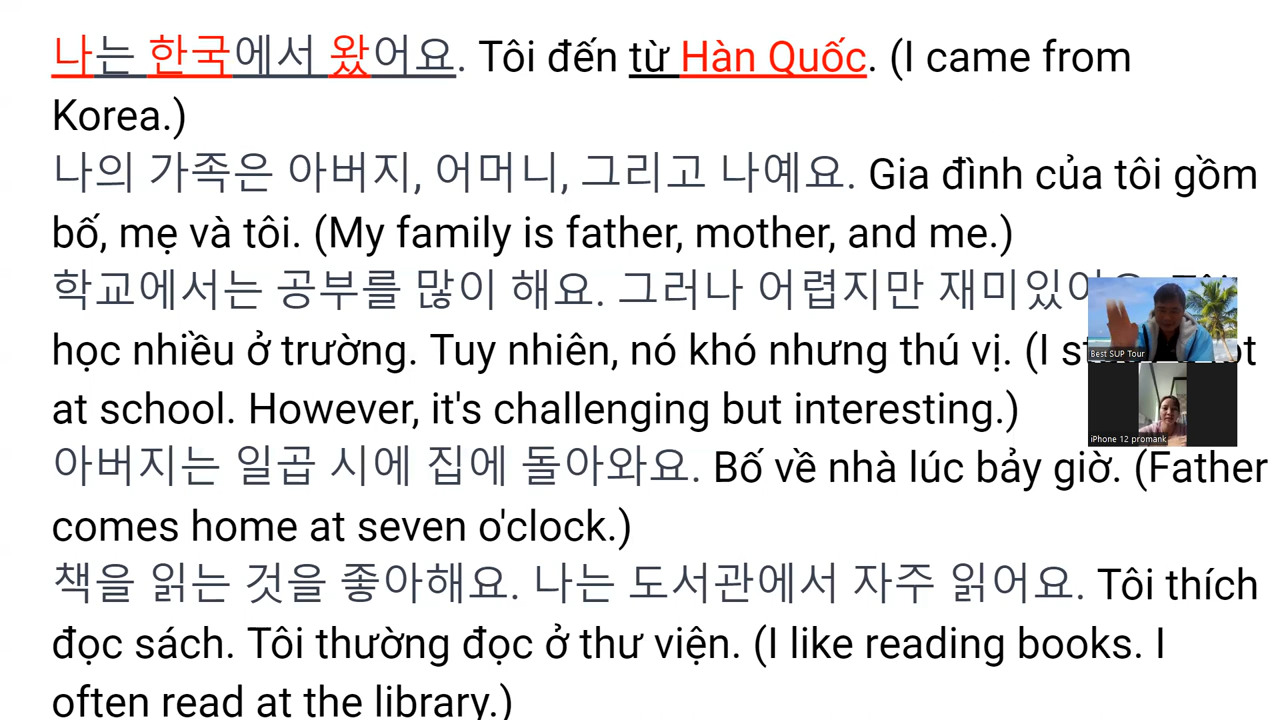 나는 한국에서 왔어요. Tôi đến từ Hàn Quốc. (I came from
Korea.)
나의 가족은 아버지, 어머니, 그리고 나예요. Gia đình của tôi gồm
bố, mẹ và tôi. (My family is father, mother, and me.)
학교에서는 공부를 많이 해요. 그러나 어렵지만
học nhiều ở trường. Tuy nhiên, nó khó nhưng thú vị. (I
at school. However, it's challenging but interesting.)
아버지는 일곱 시에 집에 돌아와요. Bố về nhà lúc bảy giờ. (Father
comes home at seven o'clock.)
책을 읽는 것을 좋아해요. 나는 도서관에서 자주 읽어요. Tôi thích
đọc sách. Tôi thường đọc ở thư viện. (I like reading books. I
often read at the library.)
Best SUP Tour
iPhone 12 promank